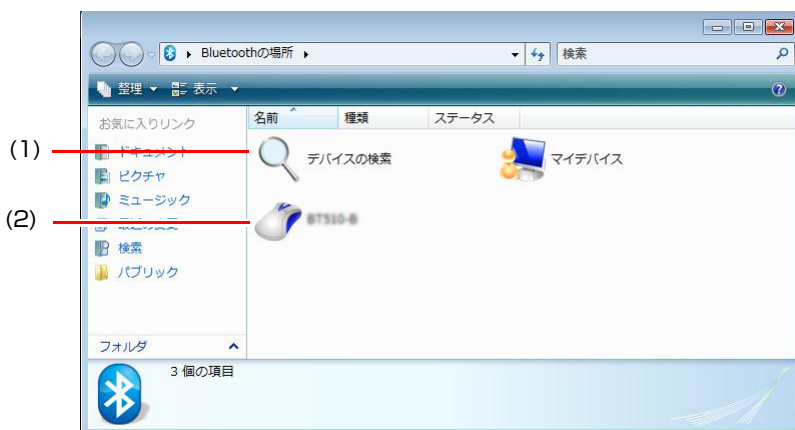 Bluetoothの場所
検索
整理 表示
お気に入りリンク
名前 種類 ステータス
(1)
ドキュメント
デバイスの検索 マイデバイス
ピクチャ
ミュージック
(2)
BT510-B
検索
パブリック
フォルダ
3 個の項目